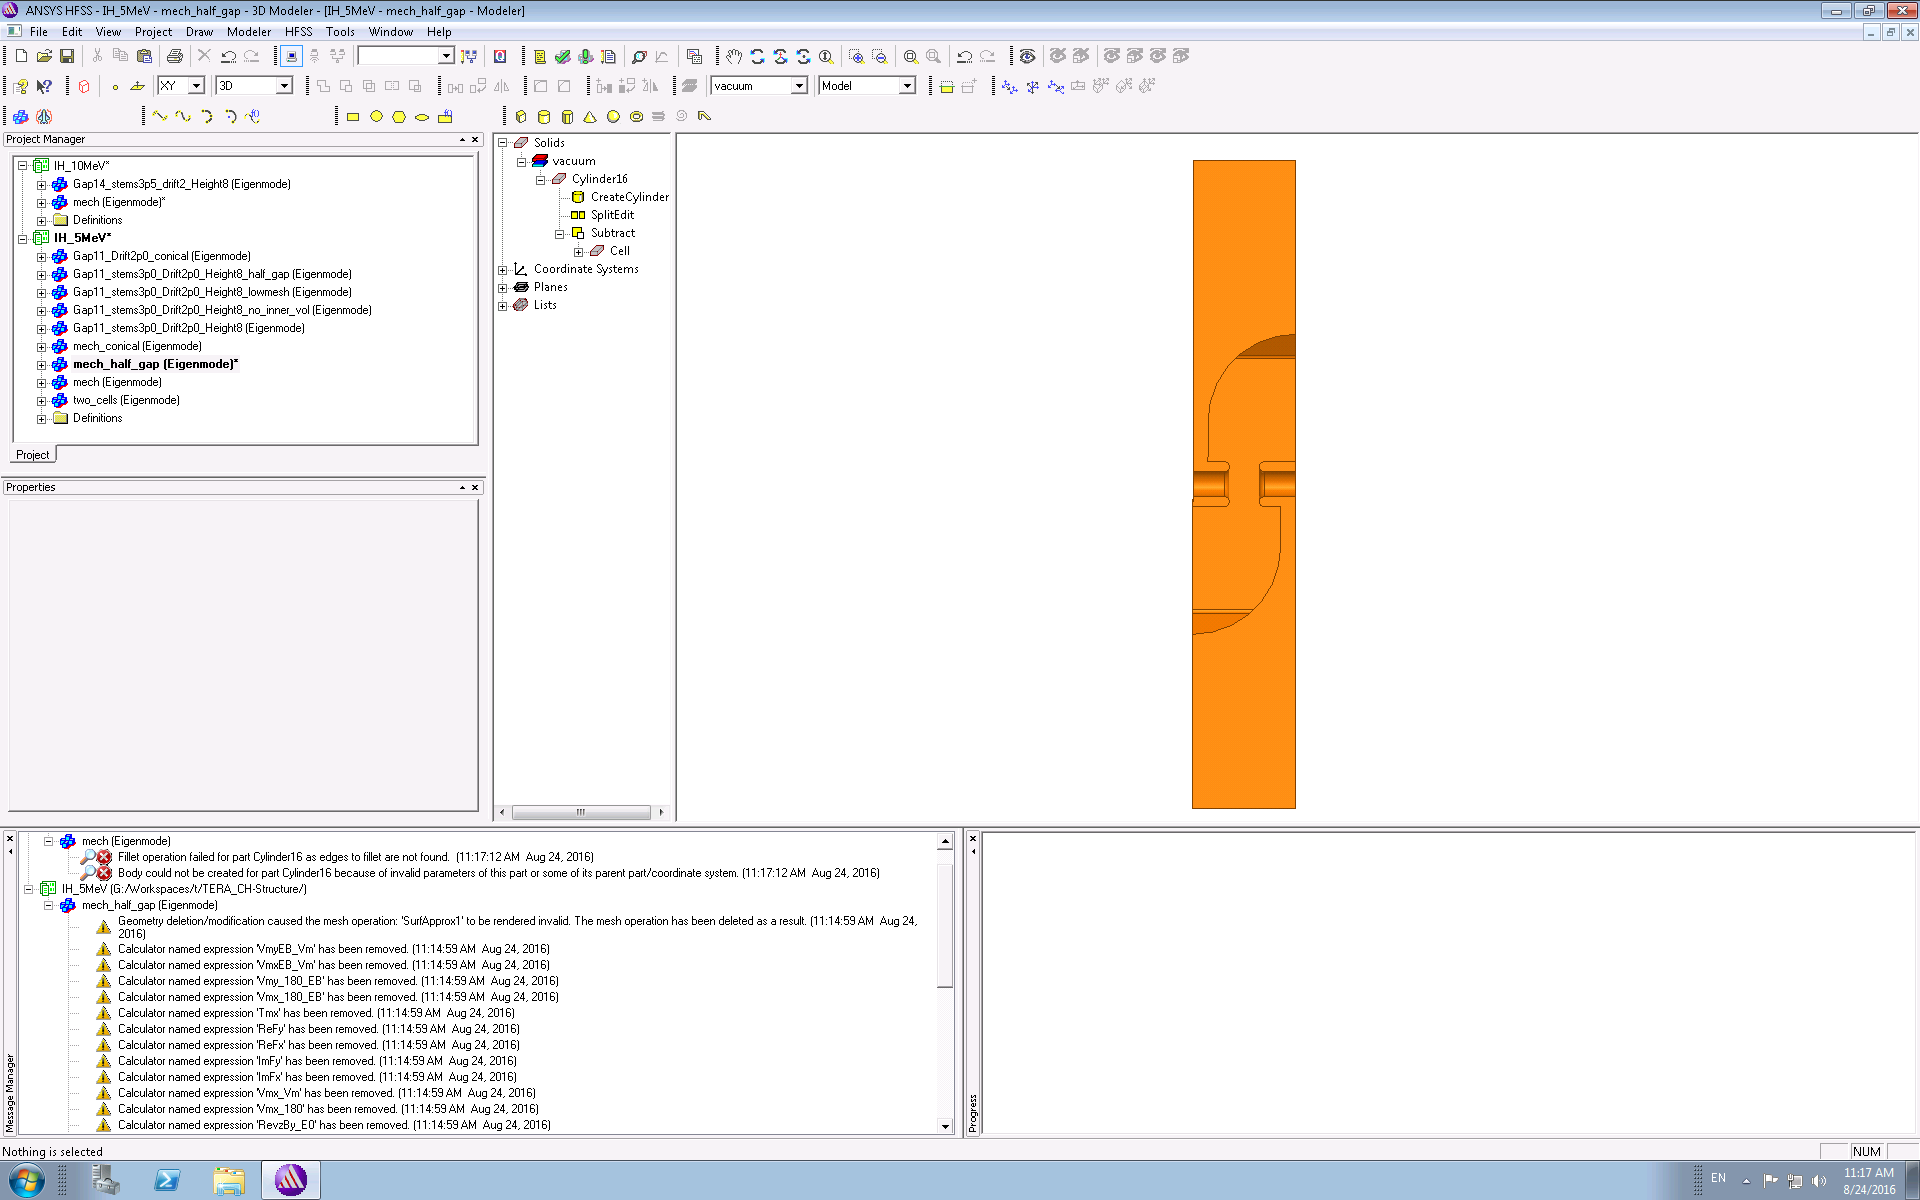 ANSYS HFSS - IH_5MeV - mech_half_gap - 3D Modeler - [IH_5MeV - mech_half_gap - Modeler]
File Edit View Project Draw Modeler HFSS Tools Window Help
XY 3D vacuum Model
Project Manager
IH_10MeV*
Gap14_stems3p5_drift2_Height8 (Eigenmode)
mech (Eigenmode)*
Definitions
IH_5MeV*
Gap11_Drift2p0_conical (Eigenmode)
Gap11_stems3p0_Drift2p0_Height8_half_gap (Eigenmode)
Gap11_stems3p0_Drift2p0_Height8_lowmesh (Eigenmode)
Gap11_stems3p0_Drift2p0_Height8_no_inner_vol (Eigenmode)
Gap11_stems3p0_Drift2p0_Height8 (Eigenmode)
mech_conical (Eigenmode)
mech_half_gap (Eigenmode)*
mech (Eigenmode)
two_cells (Eigenmode)
Definitions
Project
Properties
Solids
vacuum
Cylinder16
CreateCylinder
SplitEdit
Subtract
Cell
Coordinate Systems
Planes
Lists
mech (Eigenmode)
Fillet operation failed for part Cylinder16 as edges to fillet are not found. (11:17:12 AM Aug 24, 2016)
Body could not be created for part Cylinder16 because of invalid parameters of this part or some of its parent part/coordinate system. (11:17:12 AM Aug 24, 2016)
IH_5MeV (G:/Workspaces/t/TERA_CH-Structure/)
mech_half_gap (Eigenmode)
Geometry deletion/modification caused the mesh operation: 'SurfApprox1' to be rendered invalid. The mesh operation has been deleted as a result. (11:14:59 AM Aug 24,
2016)
Calculator named expression 'VmyEB_Vm' has been removed. (11:14:59 AM Aug 24, 2016)
Calculator named expression 'VmxEB_Vm' has been removed. (11:14:59 AM Aug 24, 2016)
Calculator named expression 'Vmy_180_EB' has been removed. (11:14:59 AM Aug 24, 2016)
Calculator named expression 'Vmx_180_EB' has been removed. (11:14:59 AM Aug 24, 2016)
Calculator named expression 'Tmx' has been removed. (11:14:59 AM Aug 24, 2016)
Calculator named expression 'ReFy' has been removed. (11:14:59 AM Aug 24, 2016)
Calculator named expression 'ReFx' has been removed. (11:14:59 AM Aug 24, 2016)
Calculator named expression 'ImFy' has been removed. (11:14:59 AM Aug 24, 2016)
Calculator named expression 'ImFx' has been removed. (11:14:59 AM Aug 24, 2016)
Calculator named expression 'Vmx_Vm' has been removed. (11:14:59 AM Aug 24, 2016)
Calculator named expression 'Vmx_180' has been removed. (11:14:59 AM Aug 24, 2016)
Calculator named expression 'RevzBy_E0' has been removed. (11:14:59 AM Aug 24, 2016)
Message Manager
Progress
Nothing is selected
NUM
EN
11:17 AM
8/24/2016